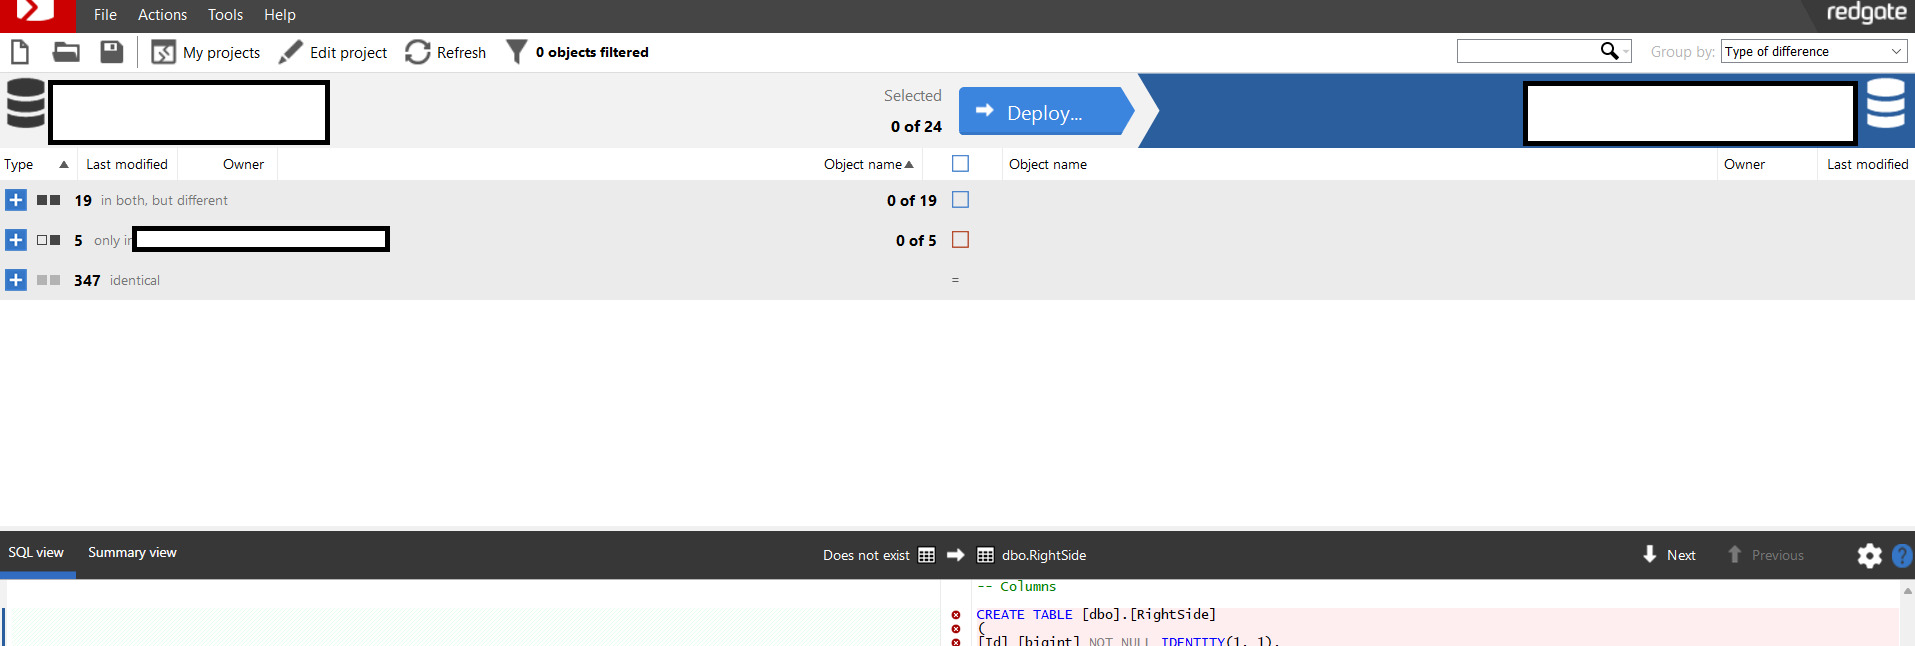 File Actions Tools Help redgate
My projects Edit project Refresh 0 objects filtered Group by: Type of difference
Selected
0 of 24 Deploy...
Type Last modified Owner Object name Object name Owner Last modified
19 in both, but different 0 of 19
5 only in 0 of 5
347 identical =
SQL view Summary view Does not exist dbo.RightSide Next Previous ?
-- Columns
CREATE TABLE [dbo].[RightSide]
(
[Id] [bigint] NOT NULL IDENTITY(1, 1),